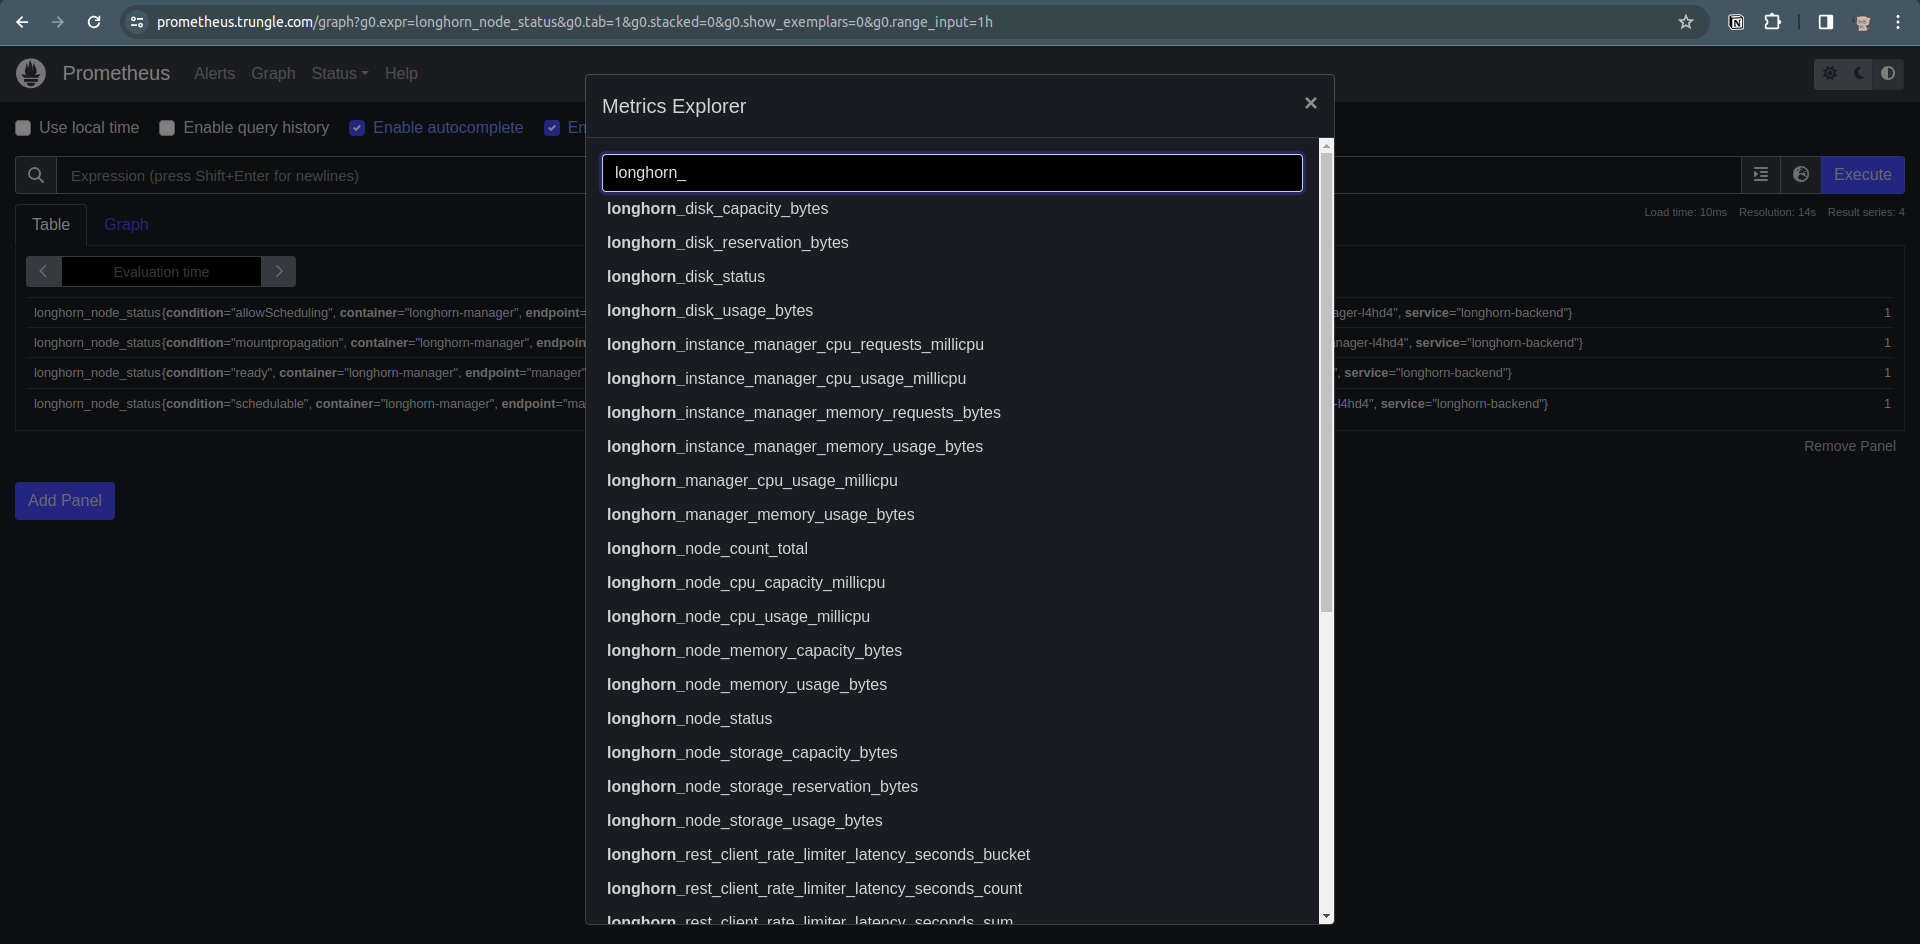 prometheus.trungle.com/graph?g0.expr=longhorn_node_status&g0.tab=1&g0.stacked=0&g0.show_exemplars=0&g0.range_input=1h
Prometheus Alerts Graph Status Help
Use local time Enable query history Enable autocomplete En
Expression (press Shift+Enter for newlines) Execute
Table Graph
Load time: 10ms Resolution: 14s Result series: 4
Evaluation time
longhorn_node_status{condition="allowScheduling", container="longhorn-manager", endpoint= ager-l4hd4", service="longhorn-backend"} 1
longhorn_node_status{condition="mountpropagation", container="longhorn-manager", endpoin nager-l4hd4", service="longhorn-backend"} 1
longhorn_node_status{condition="ready", container="longhorn-manager", endpoint="manager" ", service="longhorn-backend"} 1
longhorn_node_status{condition="schedulable", container="longhorn-manager", endpoint="ma -l4hd4", service="longhorn-backend"} 1
Remove Panel
Add Panel
Metrics Explorer ×
longhorn_
longhorn_disk_capacity_bytes
longhorn_disk_reservation_bytes
longhorn_disk_status
longhorn_disk_usage_bytes
longhorn_instance_manager_cpu_requests_millicpu
longhorn_instance_manager_cpu_usage_millicpu
longhorn_instance_manager_memory_requests_bytes
longhorn_instance_manager_memory_usage_bytes
longhorn_manager_cpu_usage_millicpu
longhorn_manager_memory_usage_bytes
longhorn_node_count_total
longhorn_node_cpu_capacity_millicpu
longhorn_node_cpu_usage_millicpu
longhorn_node_memory_capacity_bytes
longhorn_node_memory_usage_bytes
longhorn_node_status
longhorn_node_storage_capacity_bytes
longhorn_node_storage_reservation_bytes
longhorn_node_storage_usage_bytes
longhorn_rest_client_rate_limiter_latency_seconds_bucket
longhorn_rest_client_rate_limiter_latency_seconds_count
longhorn_rest_client_rate_limiter_latency_seconds_sum